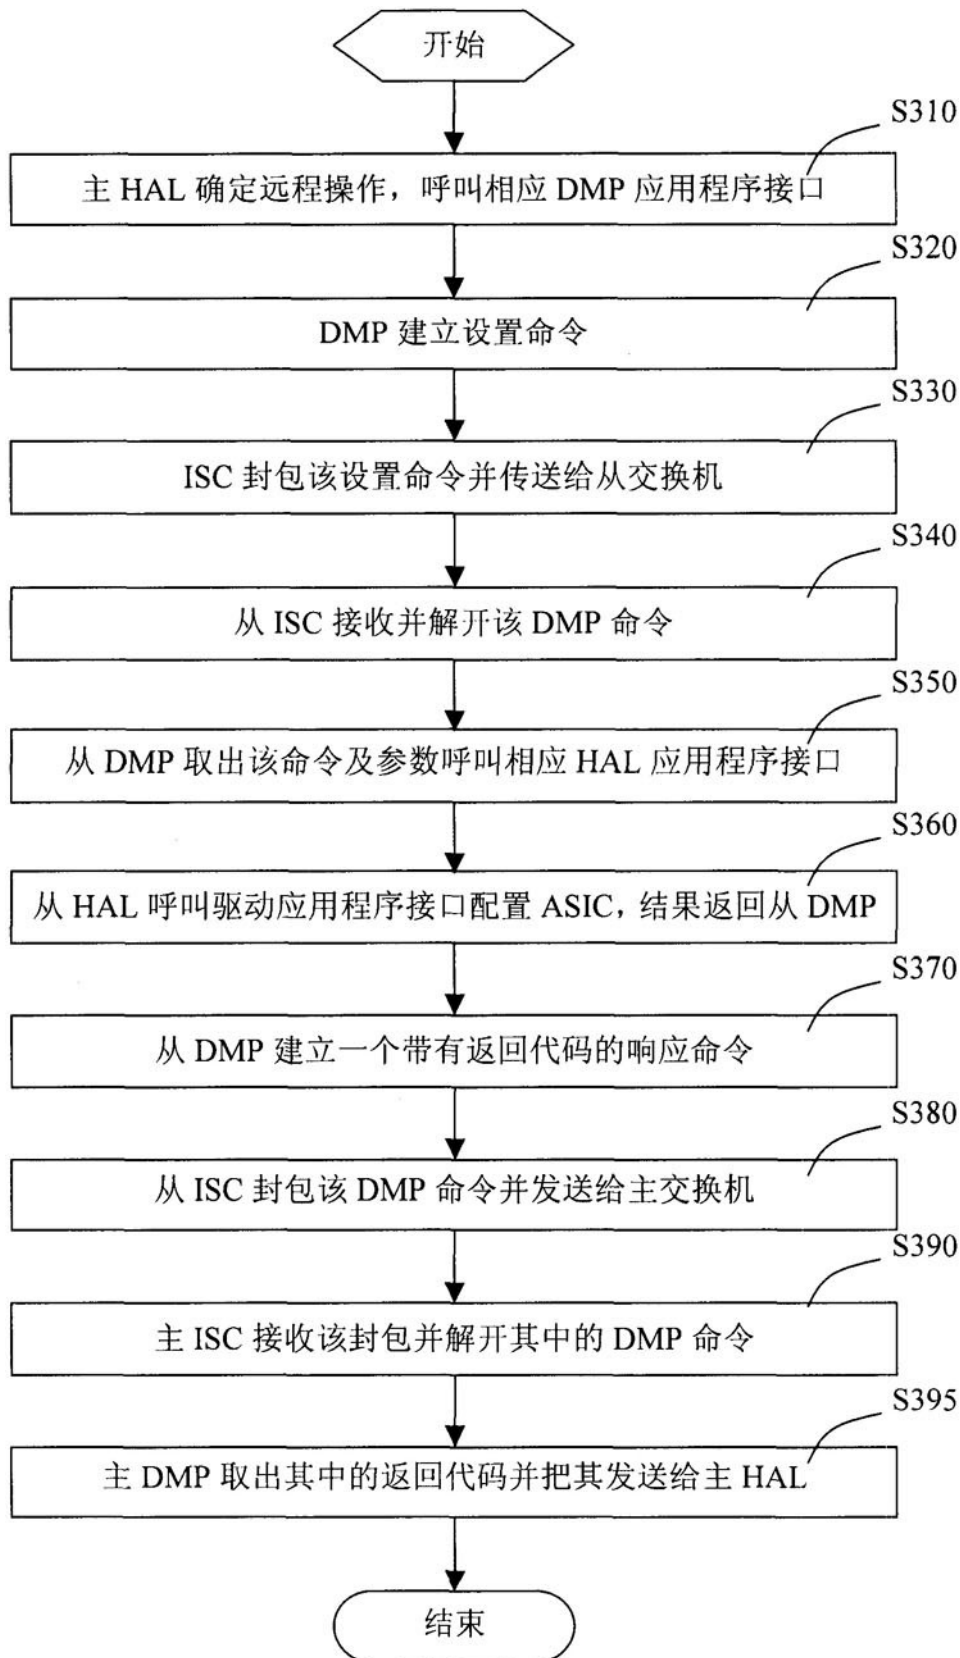 开始
S310
主 HAL 确定远程操作，呼叫相应 DMP 应用程序接口
S320
DMP 建立设置命令
S330
ISC 封包该设置命令并传送给从交换机
S340
从 ISC 接收并解开该 DMP 命令
S350
从 DMP 取出该命令及参数呼叫相应 HAL 应用程序接口
S360
从 HAL 呼叫驱动应用程序接口配置 ASIC，结果返回从 DMP
S370
从 DMP 建立一个带有返回代码的响应命令
S380
从 ISC 封包该 DMP 命令并发送给主交换机
S390
主 ISC 接收该封包并解开其中的 DMP 命令
S395
主 DMP 取出其中的返回代码并把其发送给主 HAL
结束